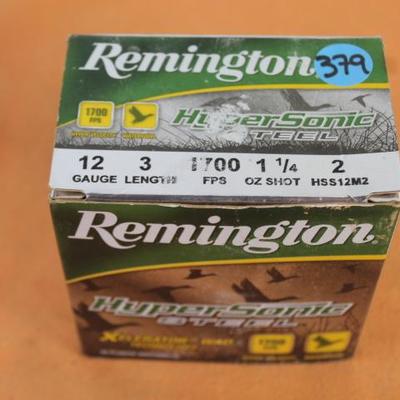 Remington
379
1700
FPS
HyperSonic
STEEL
12 3 1700 1 1/4 2
GAUGE LENGTH FPS OZ SHOT HSS12M2
Remington
HyperSonic
STEEL
1700
FPS